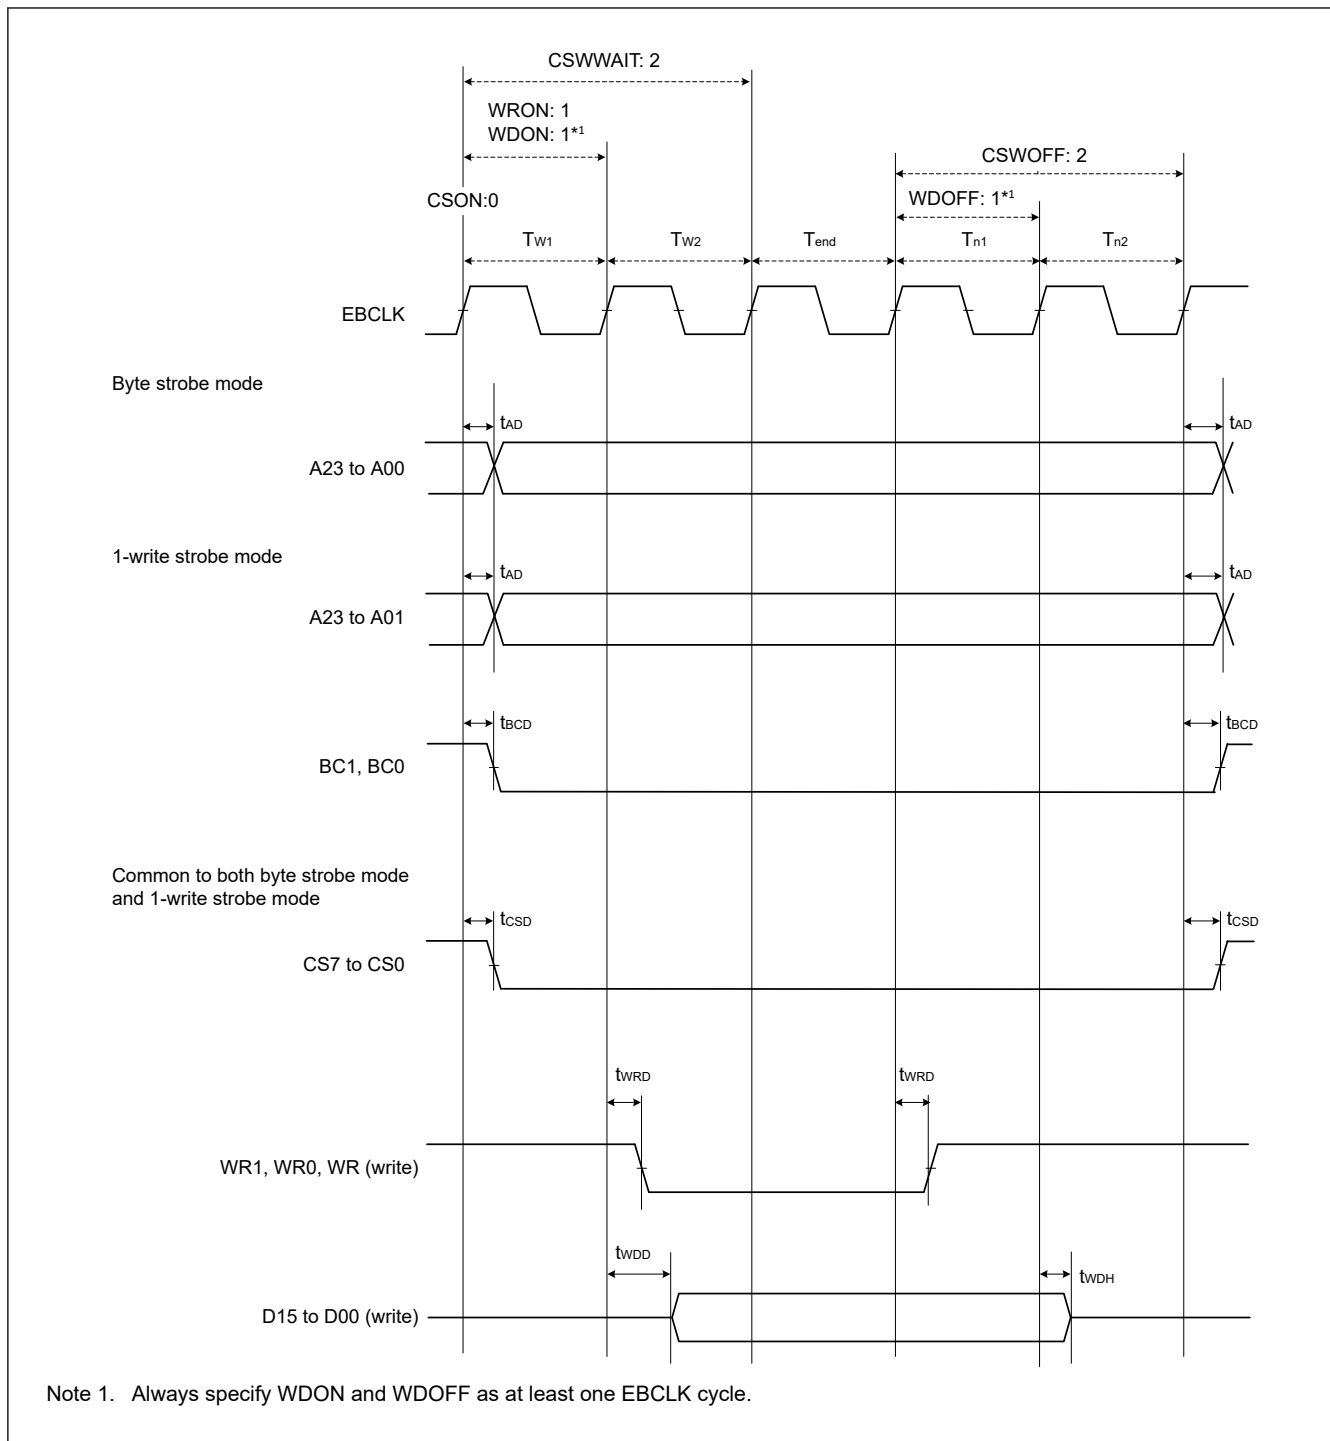 CSWWAIT: 2
WRON: 1
WDON: 1*1
CSWOFF: 2
CSON:0
WDOFF: 1*1
TW1 TW2 Tend Tn1 Tn2
EBCLK
Byte strobe mode
tAD tAD
A23 to A00
1-write strobe mode
tAD tAD
A23 to A01
tBCD tBCD
BC1, BC0
Common to both byte strobe mode
and 1-write strobe mode
tCSD tCSD
CS7 to CS0
tWRD tWRD
WR1, WR0, WR (write)
tWDD tWDH
D15 to D00 (write)
Note 1. Always specify WDON and WDOFF as at least one EBCLK cycle.